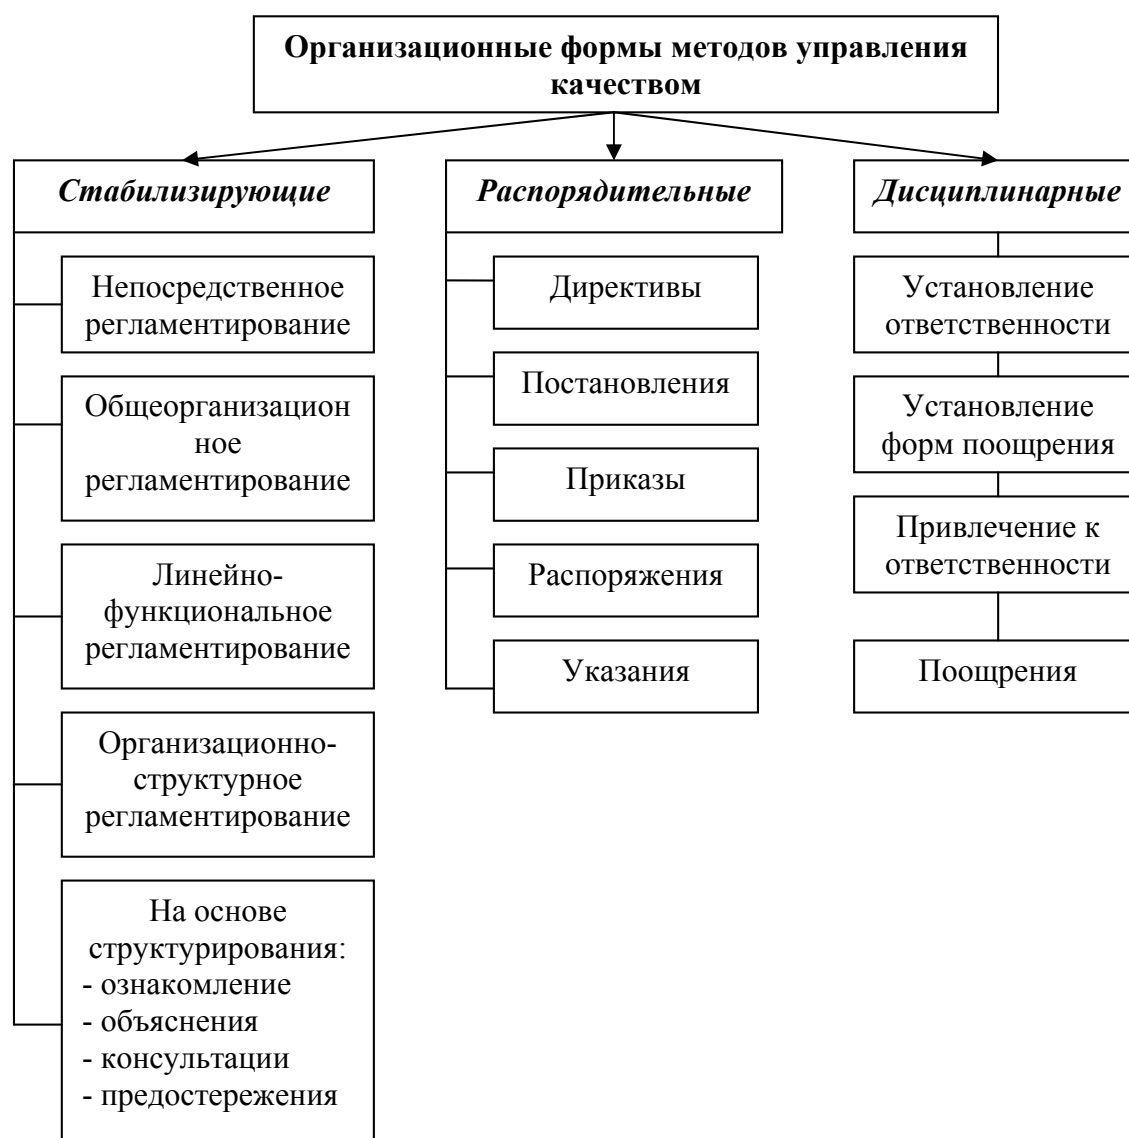 Организационные формы методов управления
качеством
Стабилизирующие
Непосредственное
регламентирование
Общеорганизацион
ное
регламентирование
Линейно-
функциональное
регламентирование
Организационно-
структурное
регламентирование
На основе
структурирования:
- ознакомление
- объяснения
- консультации
- предостережения
Распорядительные
Директивы
Постановления
Приказы
Распоряжения
Указания
Дисциплинарные
Установление
ответственности
Установление
форм поощрения
Привлечение к
ответственности
Поощрения